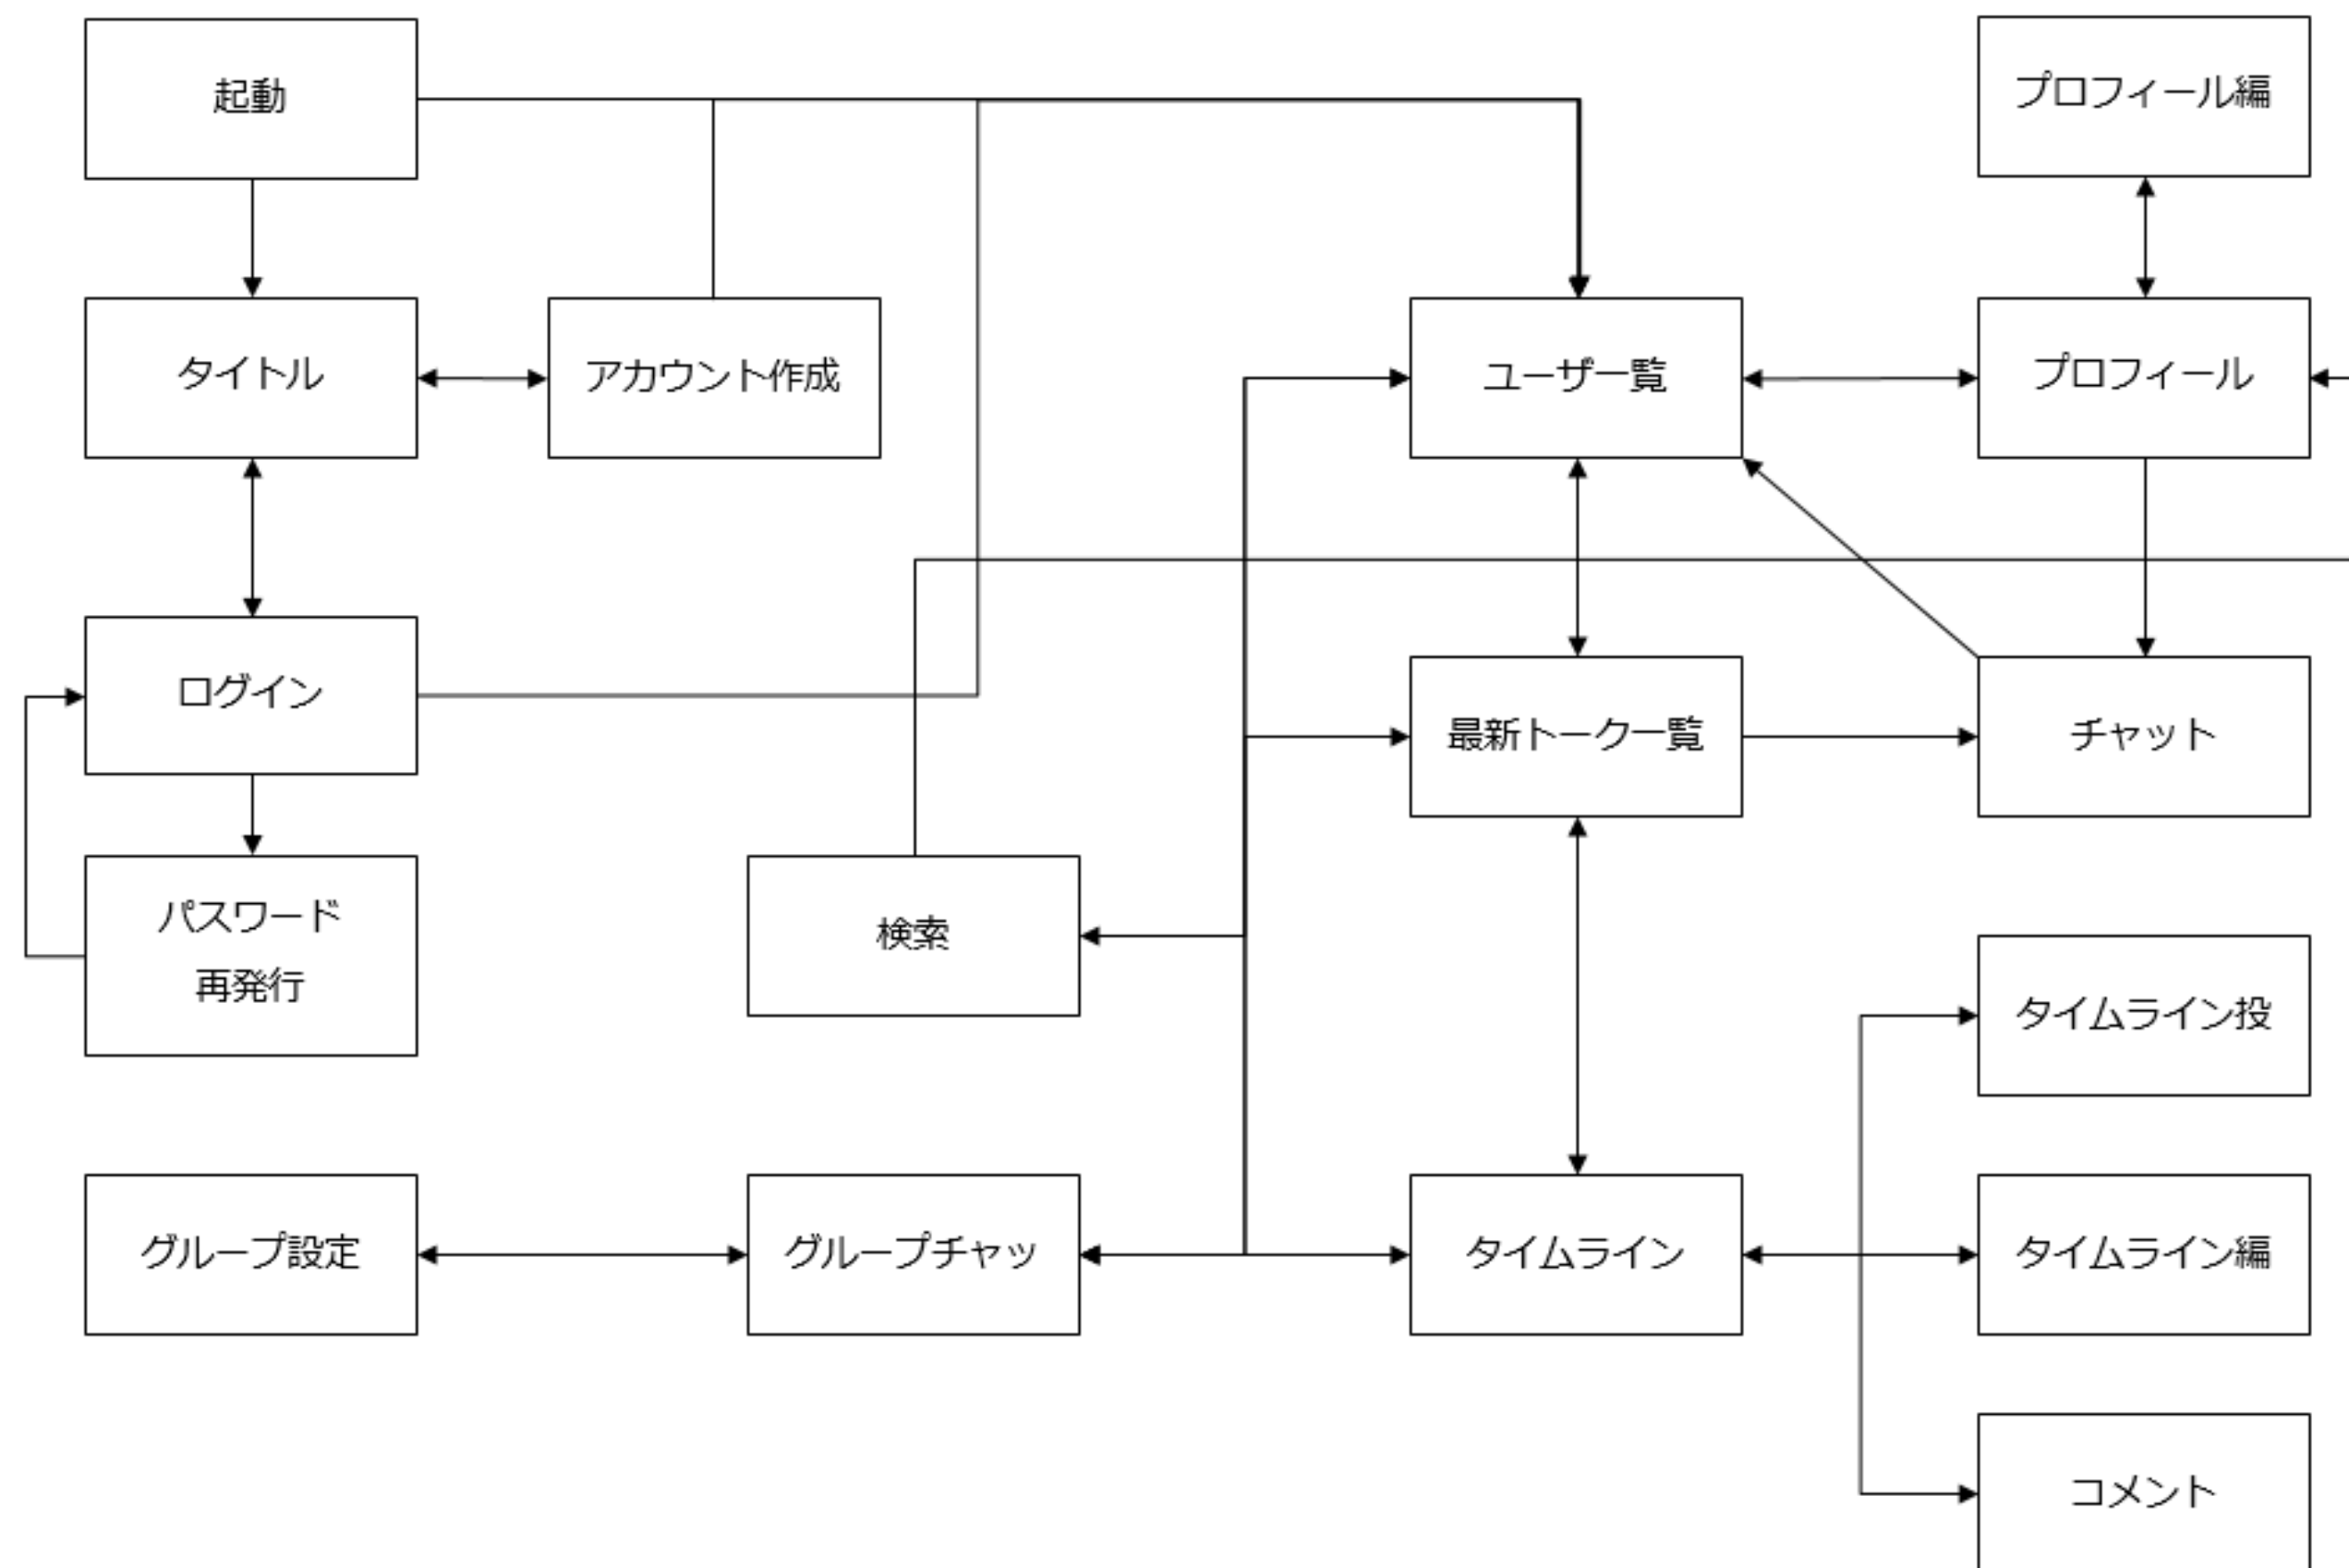 起動
プロフィール編
タイトル
アカウント作成
ユーザ一覧
プロフィール
ログイン
最新トーク一覧
チャット
パスワード
再発行
検索
タイムライン投
グループ設定
グループチャッ
タイムライン
タイムライン編
コメント